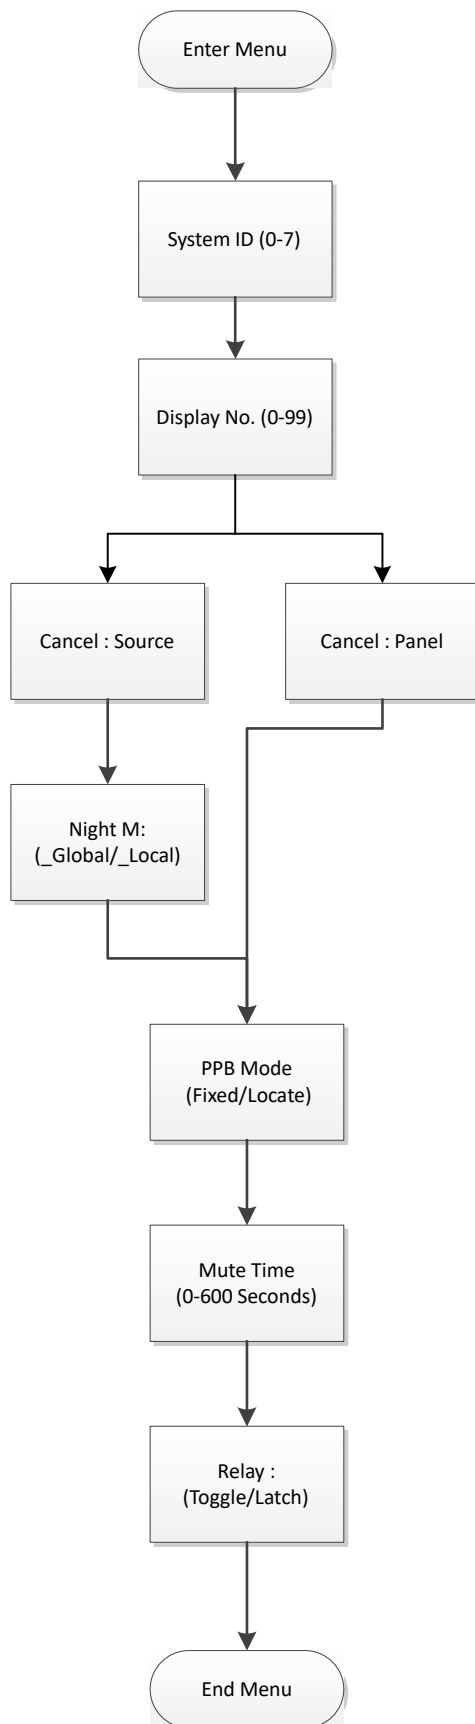 Enter Menu
System ID (0-7)
Display No. (0-99)
Cancel : Source
Cancel : Panel
Night M:
(_Global/_Local)
PPB Mode
(Fixed/Locate)
Mute Time
(0-600 Seconds)
Relay :
(Toggle/Latch)
End Menu